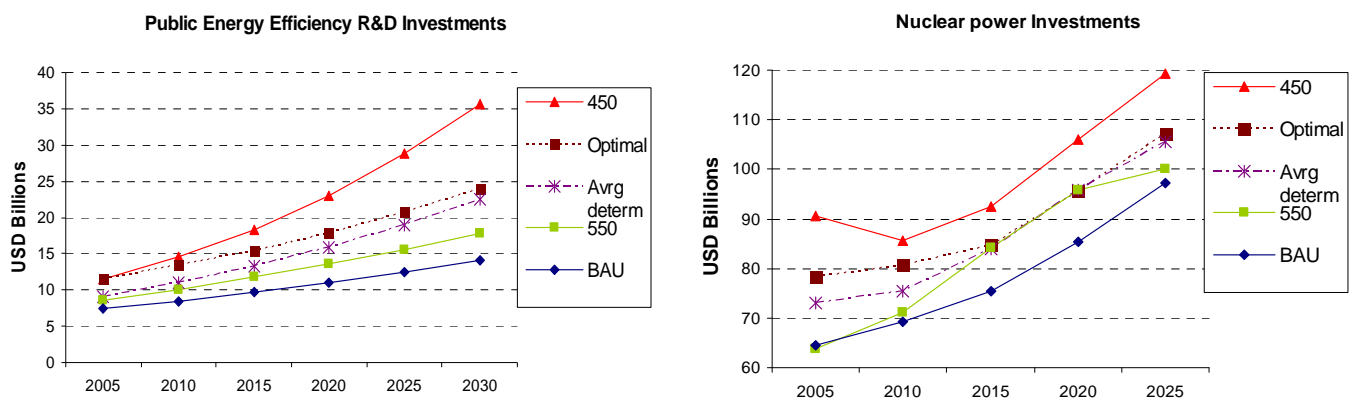 Public Energy Efficiency R&D Investments
USD Billions
40
35
30
25
20
15
10
5
0
2005 2010 2015 2020 2025 2030
450
Optimal
Avrg
determ
550
BAU
Nuclear power Investments
USD Billions
120
110
100
90
80
70
60
2005 2010 2015 2020 2025
450
Optimal
Avrg
determ
550
BAU